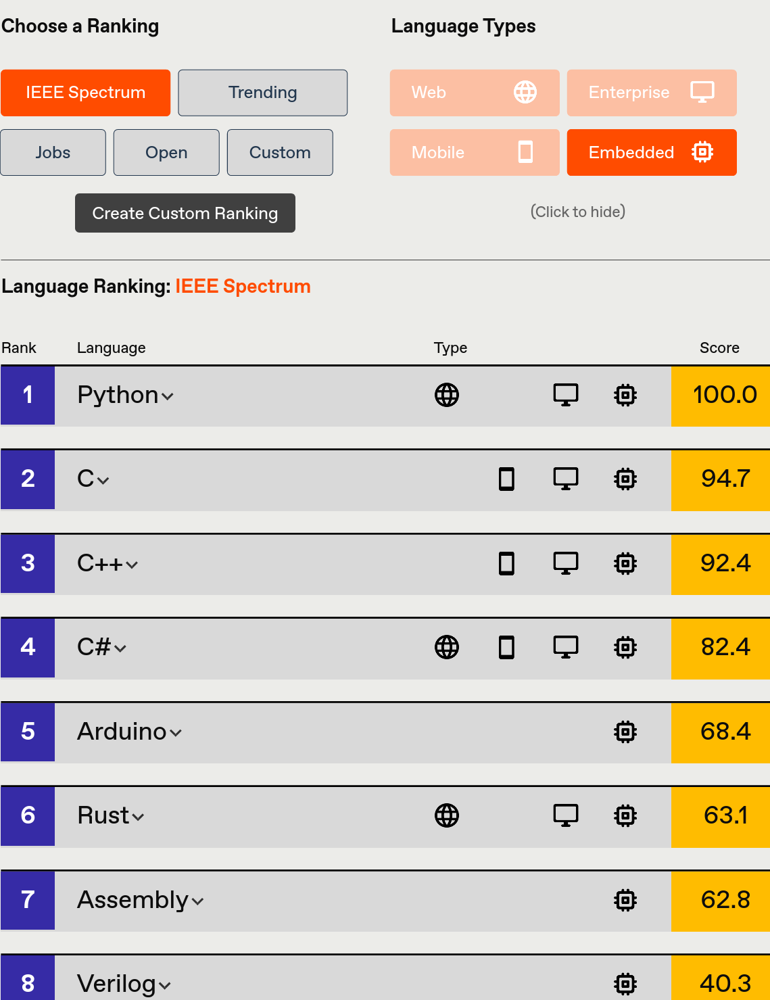 Choose a Ranking
Language Types
IEEE Spectrum
Trending
Web
Enterprise
Jobs
Open
Custom
Mobile
Embedded
Create Custom Ranking
(Click to hide)
Language Ranking: IEEE Spectrum
Rank Language Type Score
1 Python 100.0
2 C 94.7
3 C++ 92.4
4 C# 82.4
5 Arduino 68.4
6 Rust 63.1
7 Assembly 62.8
8 Verilog 40.3